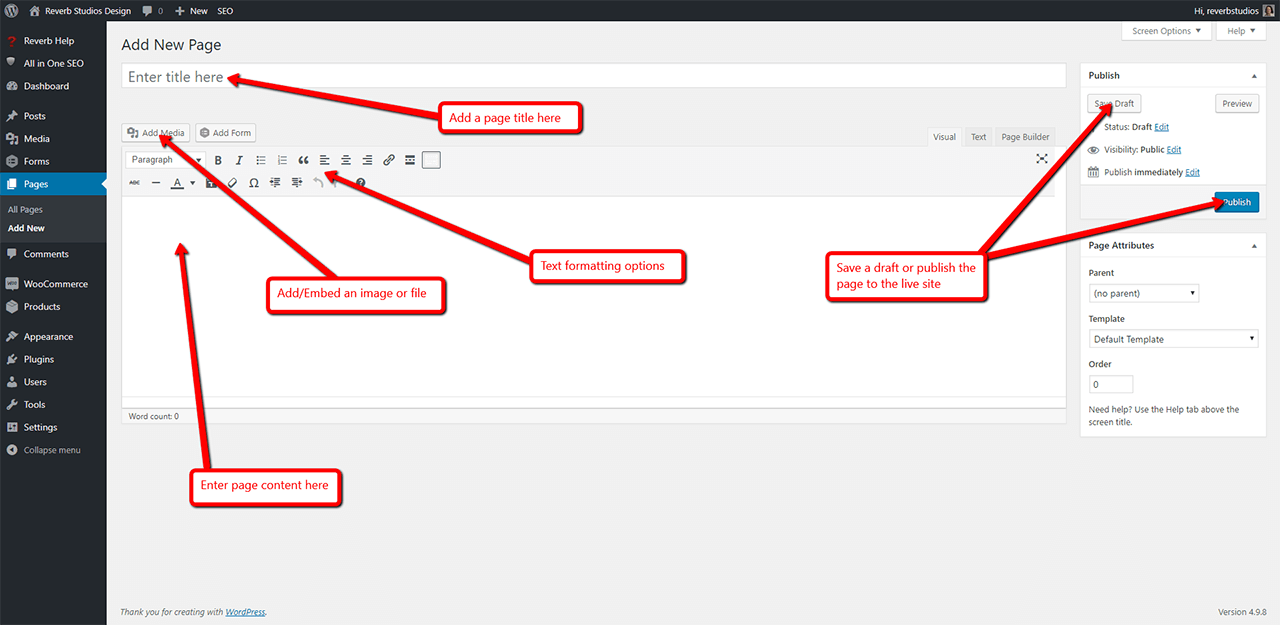 Reverb Studios Design 0 New SEO
Hi, reverbstudios
Reverb Help
All in One SEO
Dashboard
Posts
Media
Forms
Pages
All Pages
Add New
Comments
WooCommerce
Products
Appearance
Plugins
Users
Tools
Settings
Collapse menu
Screen Options
Help
Add New Page
Enter title here
Add a page title here
Add Media
Add Form
Visual
Text
Page Builder
Paragraph
B I
ABC
A
Ω
Text formatting options
Add/Embed an image or file
Enter page content here
Word count: 0
Publish
Save Draft
Preview
Status: Draft Edit
Visibility: Public Edit
Publish immediately Edit
Publish
Save a draft or publish the
page to the live site
Page Attributes
Parent
(no parent)
Template
Default Template
Order
0
Need help? Use the Help tab above the
screen title.
Thank you for creating with WordPress.
Version 4.9.8